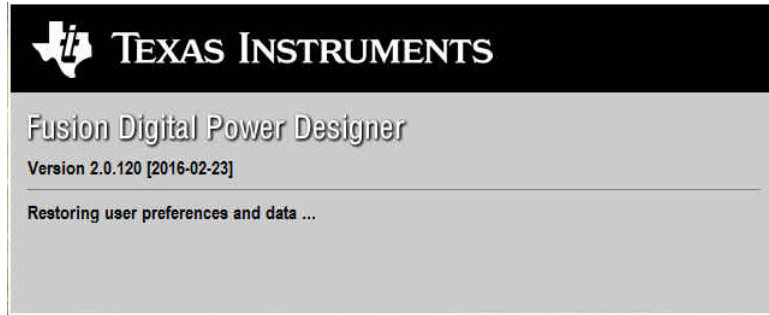 TEXAS INSTRUMENTS
Fusion Digital Power Designer
Version 2.0.120 [2016-02-23]
Restoring user preferences and data ...